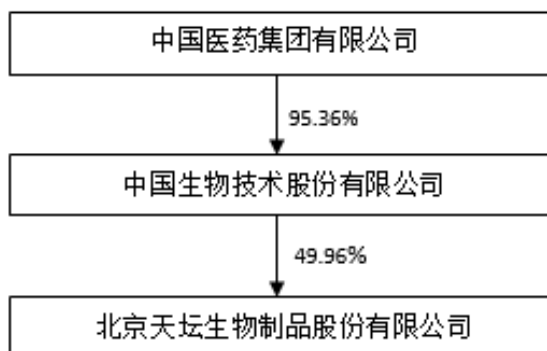 中国医药集团有限公司
95.36%
中国生物技术股份有限公司
49.96%
北京天坛生物制品股份有限公司